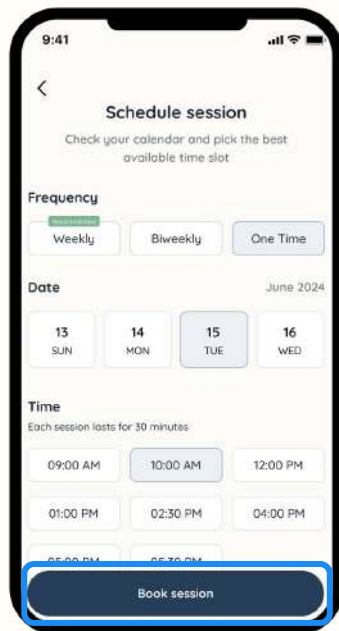 9:41
Schedule session
Check your calendar and pick the best
available time slot
Frequency
Weekly Biweekly One Time
Date June 2024
13 14 15 16
SUN MON TUE WED
Time
Each session lasts for 30 minutes
09:00 AM 10:00 AM 12:00 PM
01:00 PM 02:30 PM 04:00 PM
Book session